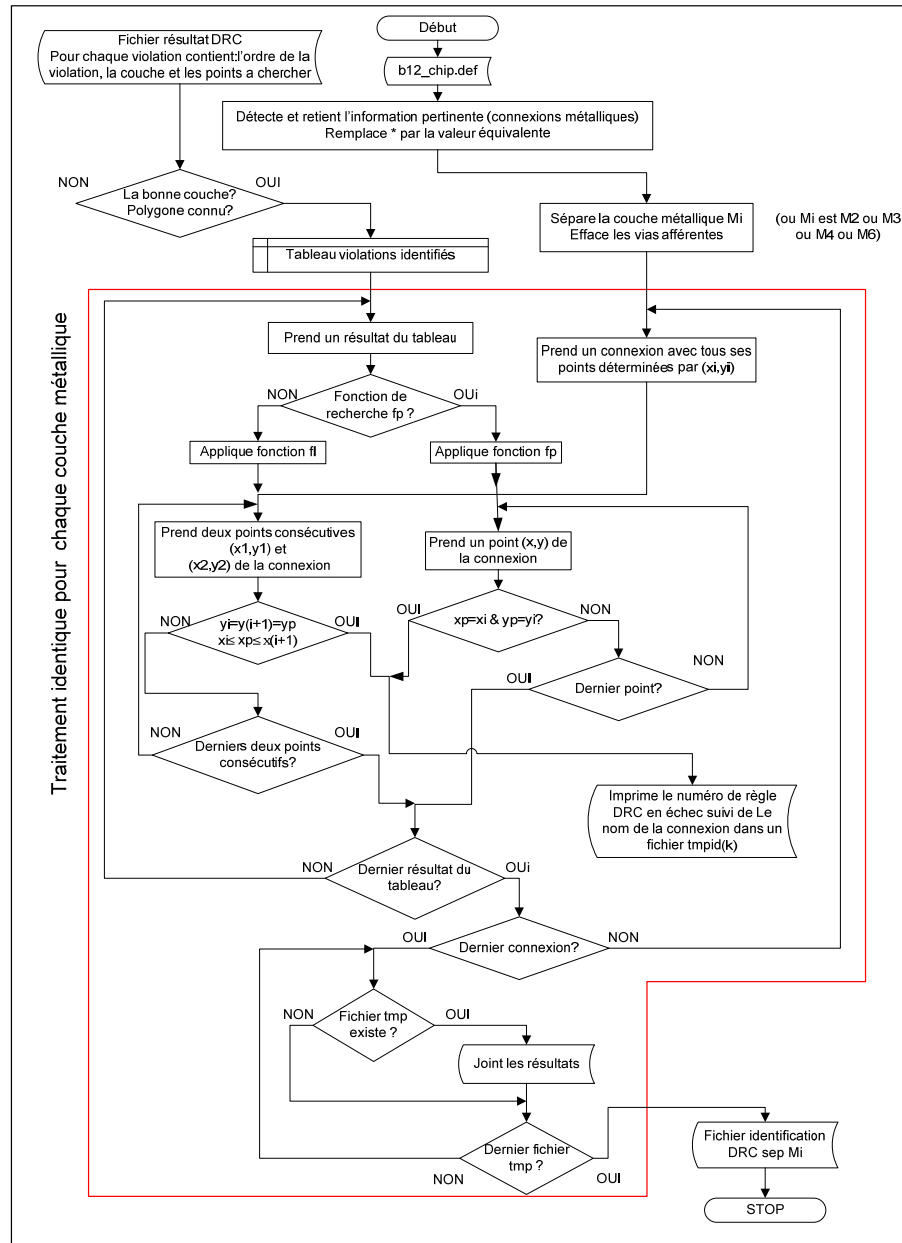 Début
Fichier résultat DRC
Pour chaque violation contient:l'ordre de la
violation, la couche et les points a chercher
b12_chip.def
Détecte et retient l'information pertinente (connexions métalliques)
Remplace * par la valeur équivalente
NON
OUI
La bonne couche?
Polygone connu?
Sépare la couche métallique Mi
Efface les vias afférentes
(ou Mi est M2 ou M3
ou M4 ou M6)
Tableau violations identifiés
Traitement identique pour chaque couche métallique
Prend un résultat du tableau
Prend un connexion avec tous ses
points déterminées par (xi,yi)
NON
OUi
Fonction de
recherche fp ?
Applique fonction fl
Applique fonction fp
Prend deux points consécutives
(x1,y1) et
(x2,y2) de la connexion
Prend un point (x,y) de
la connexion
NON
OUI
yi=y(i+1)=yp
xi≤ xp≤ x(i+1)
OUI
NON
xp=xi & yp=yi?
OUI
NON
Dernier point?
NON
OUI
Derniers deux points
consécutifs?
Imprime le numéro de règle
DRC en échec suivi de Le
nom de la connexion dans un
fichier tmpid(k)
NON
OUi
Dernier résultat du
tableau?
OUI
NON
Dernier connexion?
NON
OUI
Fichier tmp
existe ?
Joint les résultats
Dernier fichier
tmp ?
NON
OUI
Fichier identification
DRC sep Mi
STOP